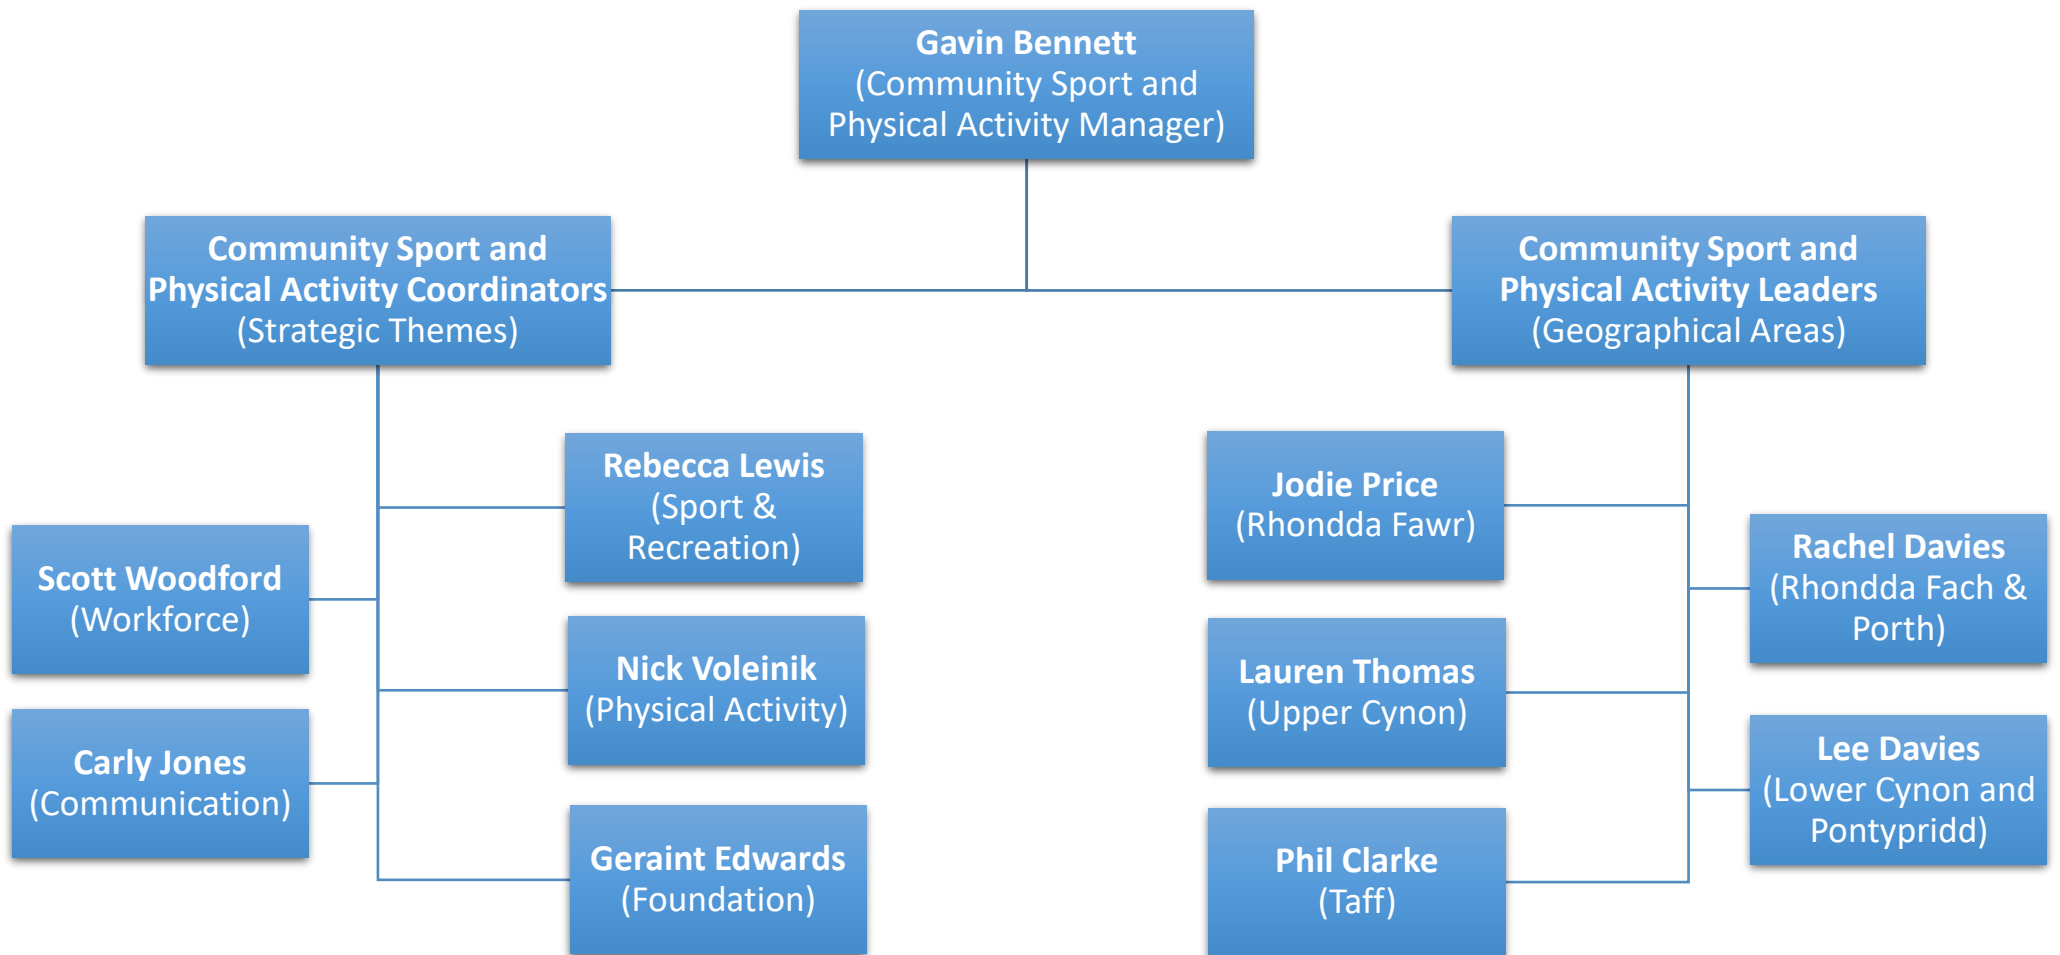 Gavin Bennett
(Community Sport and
Physical Activity Manager)
Community Sport and
Physical Activity Coordinators
(Strategic Themes)
Community Sport and
Physical Activity Leaders
(Geographical Areas)
Rebecca Lewis
(Sport &
Recreation)
Scott Woodford
(Workforce)
Nick Voleinik
(Physical Activity)
Carly Jones
(Communication)
Geraint Edwards
(Foundation)
Jodie Price
(Rhondda Fawr)
Rachel Davies
(Rhondda Fach &
Porth)
Lauren Thomas
(Upper Cynon)
Lee Davies
(Lower Cynon and
Pontypridd)
Phil Clarke
(Taff)